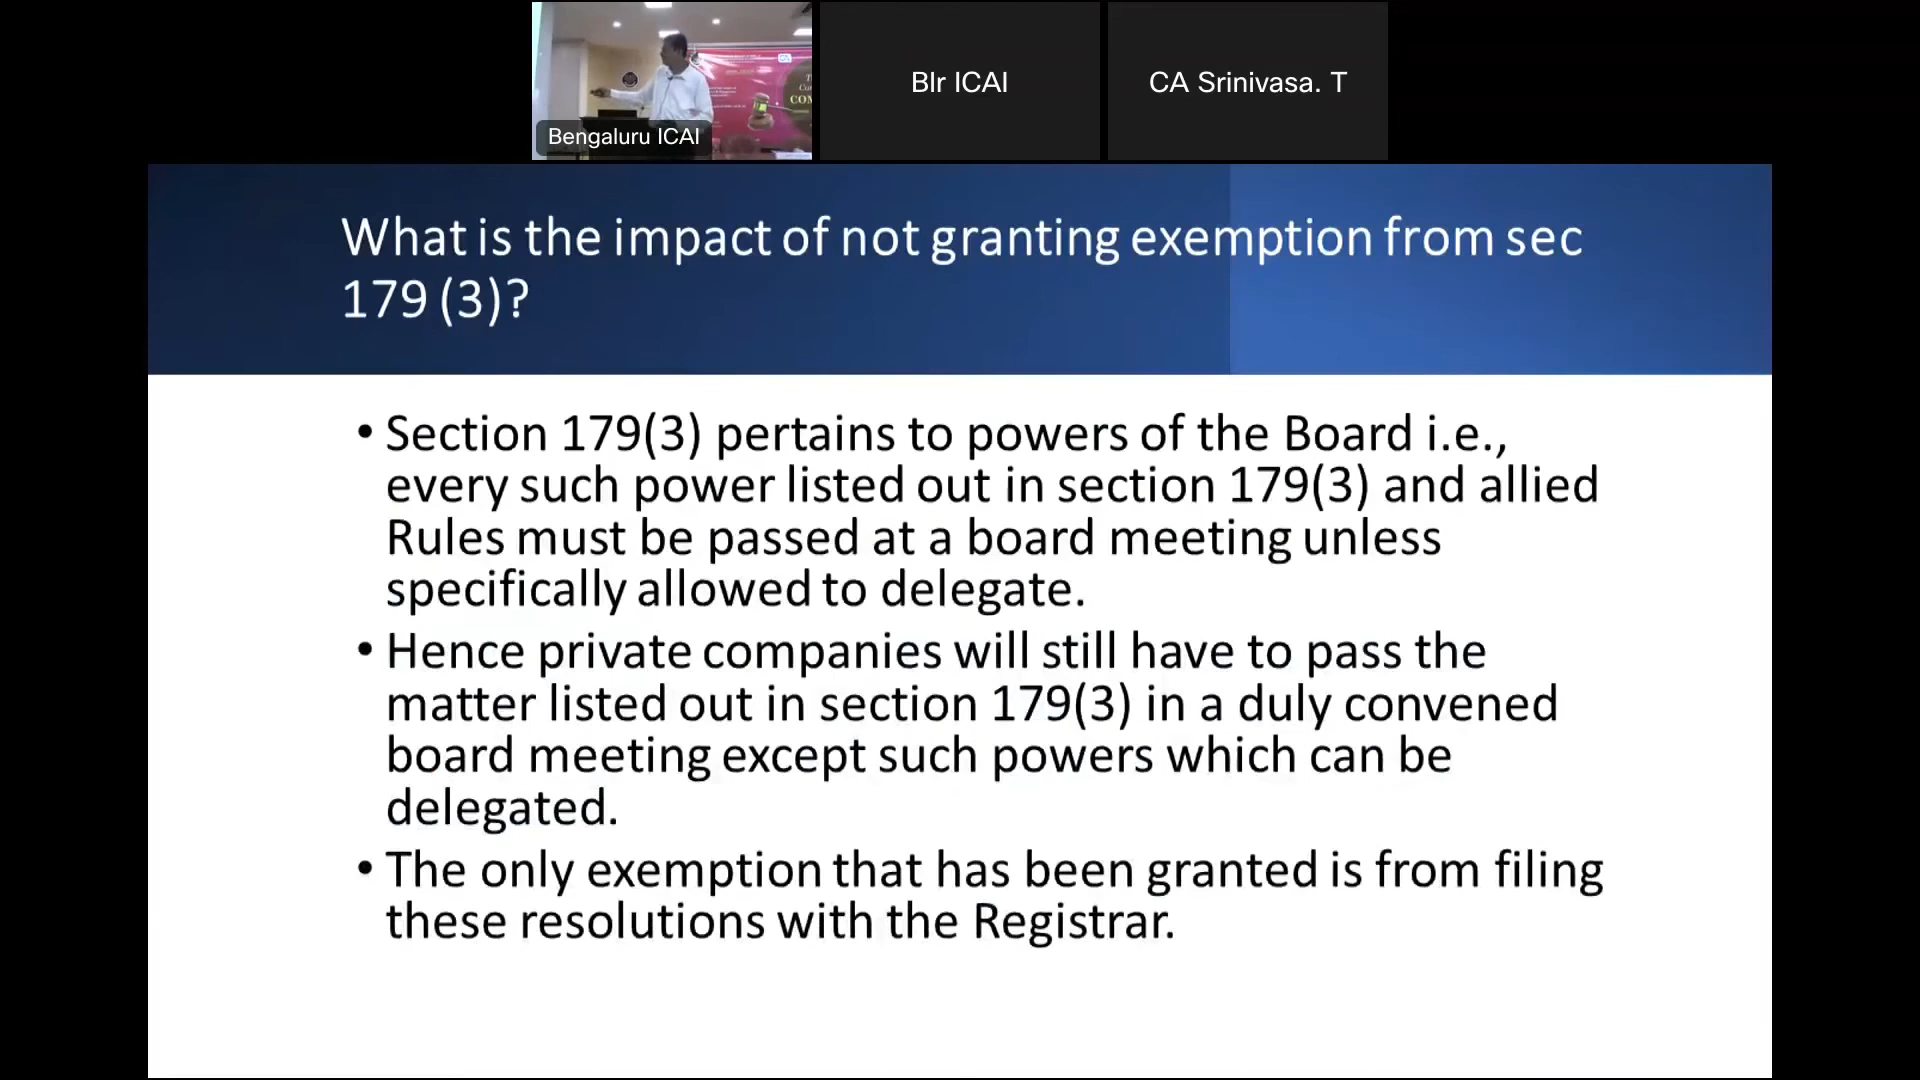 Bengaluru ICAI
Blr ICAI
CA Srinivasa. T
What is the impact of not granting exemption from sec
179 (3)?
• Section 179(3) pertains to powers of the Board i.e.,
every such power listed out in section 179(3) and allied
Rules must be passed at a board meeting unless
specifically allowed to delegate.
• Hence private companies will still have to pass the
matter listed out in section 179(3) in a duly convened
board meeting except such powers which can be
delegated.
• The only exemption that has been granted is from filing
these resolutions with the Registrar.